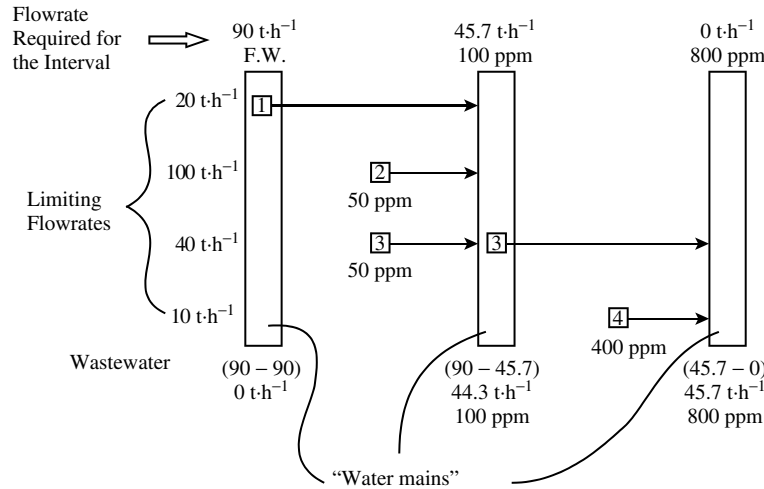 Flowrate
Required for
the Interval
90 t·h⁻¹
F.W.
45.7 t·h⁻¹
100 ppm
0 t·h⁻¹
800 ppm
20 t·h⁻¹
1
100 t·h⁻¹
2
50 ppm
Limiting
Flowrates
40 t·h⁻¹
3
3
50 ppm
10 t·h⁻¹
4
400 ppm
Wastewater
(90 – 90)
0 t·h⁻¹
(90 – 45.7)
44.3 t·h⁻¹
100 ppm
(45.7 – 0)
45.7 t·h⁻¹
800 ppm
“Water mains”